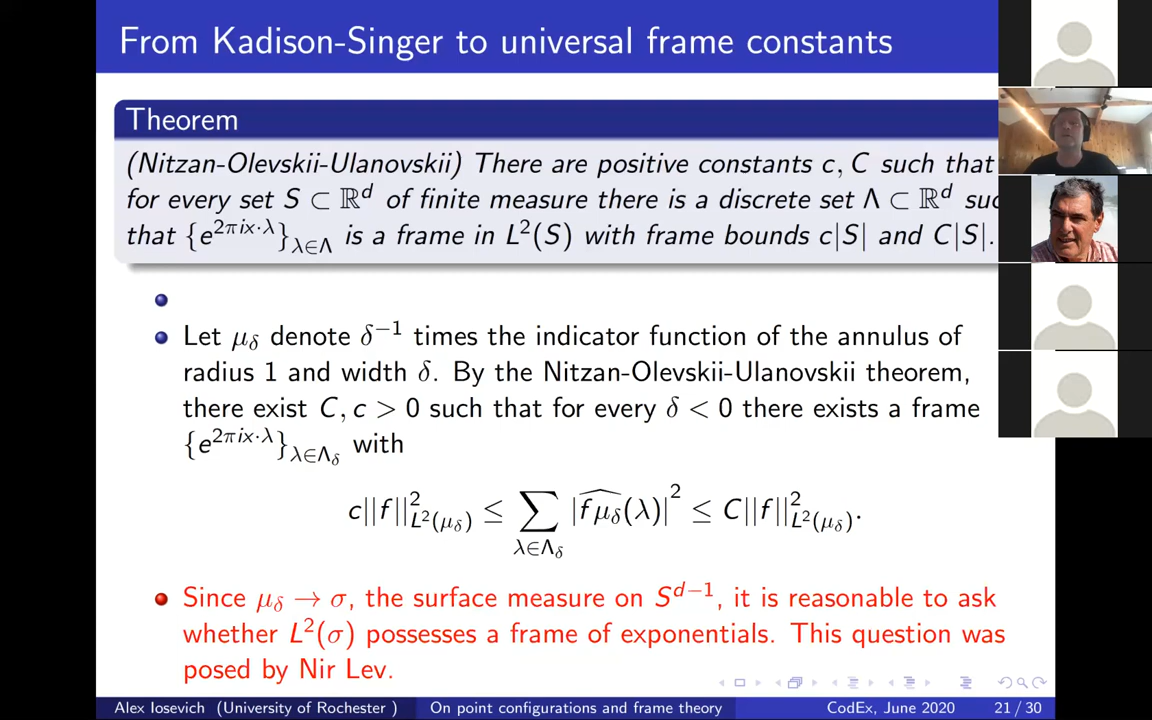 From Kadison-Singer to universal frame constants
Theorem
(Nitzan-Olevskii-Ulanovskii) There are positive constants c, C such that
for every set S ⊂ ℝ^d of finite measure there is a discrete set Λ ⊂ ℝ^d suc
that {e^{2πix·λ}}_{λ∈Λ} is a frame in L^2(S) with frame bounds c|S| and C|S|.
Let μ_δ denote δ^{-1} times the indicator function of the annulus of
radius 1 and width δ. By the Nitzan-Olevskii-Ulanovskii theorem,
there exist C, c > 0 such that for every δ < 0 there exists a frame
{e^{2πix·λ}}_{λ∈Λ_δ} with
c||f||^2_{L^2(μ_δ)} ≤ ∑_{λ∈Λ_δ} |\widehat{fμ_δ}(λ)|^2 ≤ C||f||^2_{L^2(μ_δ)}.
Since μ_δ → σ, the surface measure on S^{d-1}, it is reasonable to ask
whether L^2(σ) possesses a frame of exponentials. This question was
posed by Nir Lev.
Alex Iosevich (University of Rochester ) On point configurations and frame theory CodEx, June 2020 21 / 30